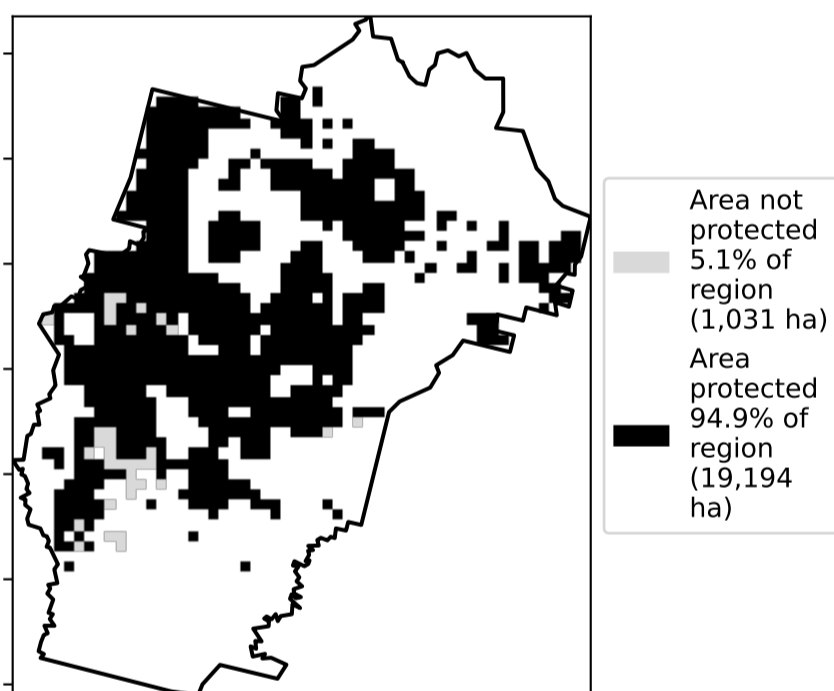 Area not
protected
5.1% of
region
(1,031 ha)
Area
protected
94.9% of
region
(19,194
ha)